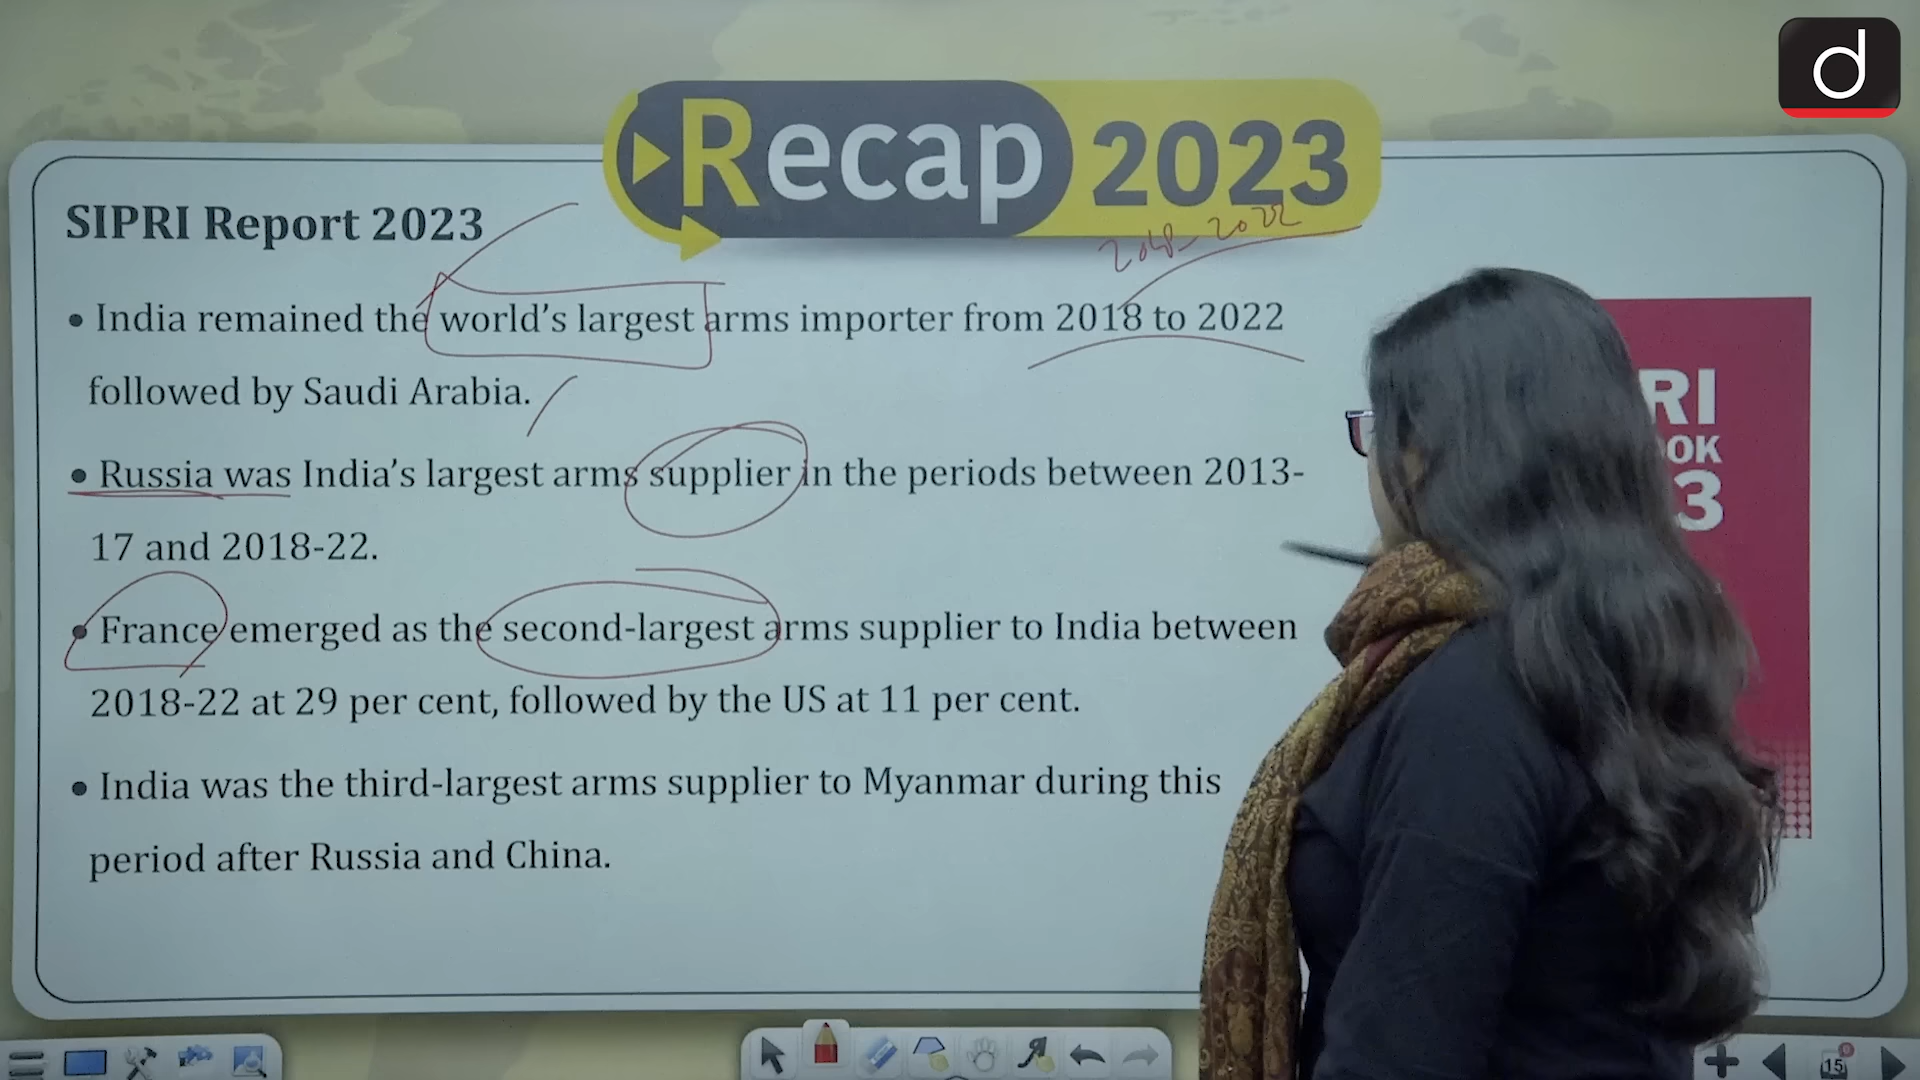 d
Recap 2023
SIPRI Report 2023
2018-2022
• India remained the world's largest arms importer from 2018 to 2022
followed by Saudi Arabia.
• Russia was India's largest arms supplier in the periods between 2013-
17 and 2018-22.
• France emerged as the second-largest arms supplier to India between
2018-22 at 29 per cent, followed by the US at 11 per cent.
• India was the third-largest arms supplier to Myanmar during this
period after Russia and China.
RI
OK
3
15